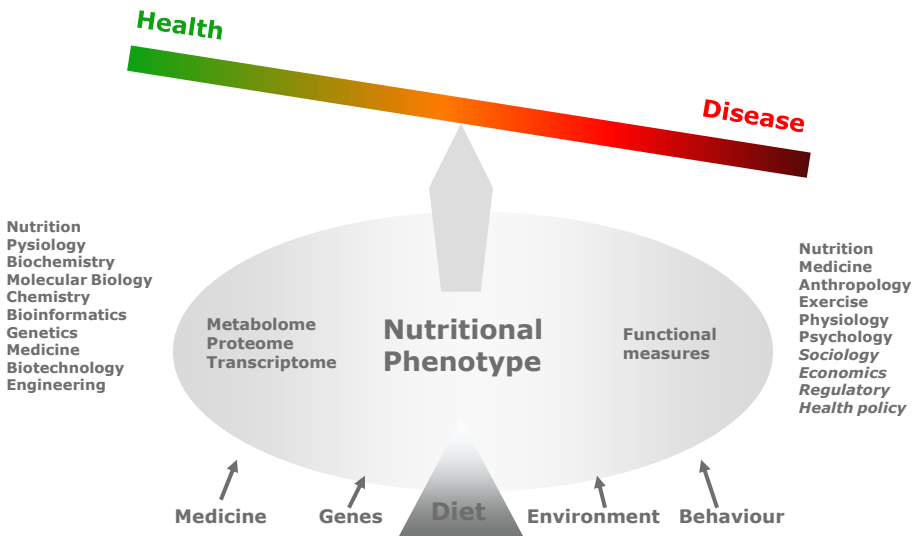 Health
Disease
Nutrition
Pysiology
Biochemistry
Molecular Biology
Chemistry
Bioinformatics
Genetics
Medicine
Biotechnology
Engineering
Metabolome
Proteome
Transcriptome
Nutritional
Phenotype
Functional
measures
Nutrition
Medicine
Anthropology
Exercise
Physiology
Psychology
Sociology
Economics
Regulatory
Health policy
Medicine
Genes
Diet
Environment
Behaviour